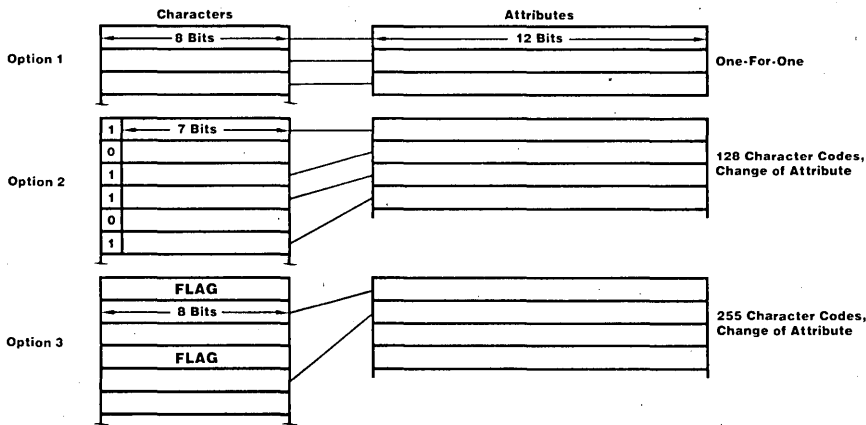 Characters
Attributes
8 Bits
12 Bits
Option 1
One-For-One
1
7 Bits
0
1
128 Character Codes,
Change of Attribute
Option 2
1
0
1
FLAG
8 Bits
255 Character Codes,
Change of Attribute
Option 3
FLAG